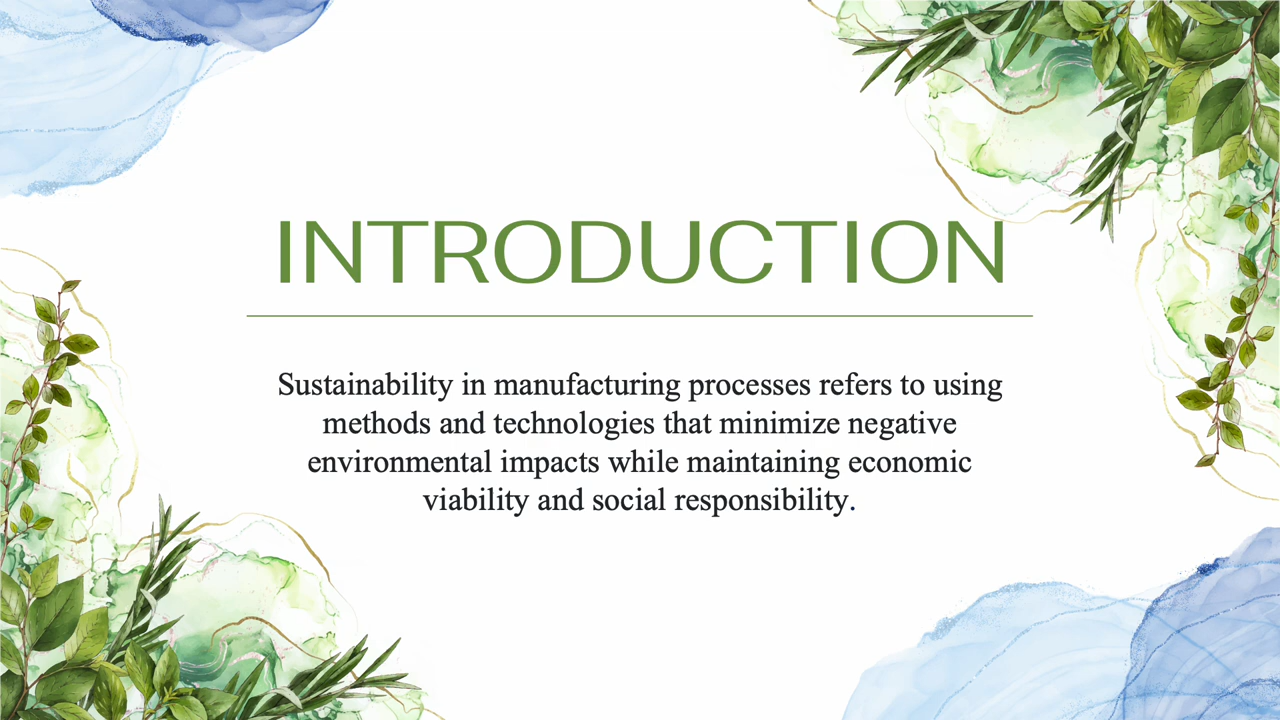 INTRODUCTION
Sustainability in manufacturing processes refers to using
methods and technologies that minimize negative
environmental impacts while maintaining economic
viability and social responsibility.